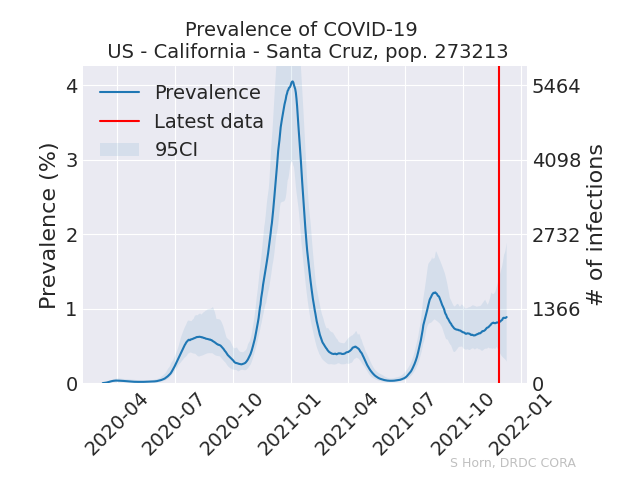 Prevalence of COVID-19
US - California - Santa Cruz, pop. 273213
Prevalence
Latest data
95CI
Prevalence (%)
4
3
2
1
0
5464
4098
2732
1366
0
# of infections
2020-04
2020-07
2020-10
2021-01
2021-04
2021-07
2021-10
2022-01
S Horn, DRDC CORA